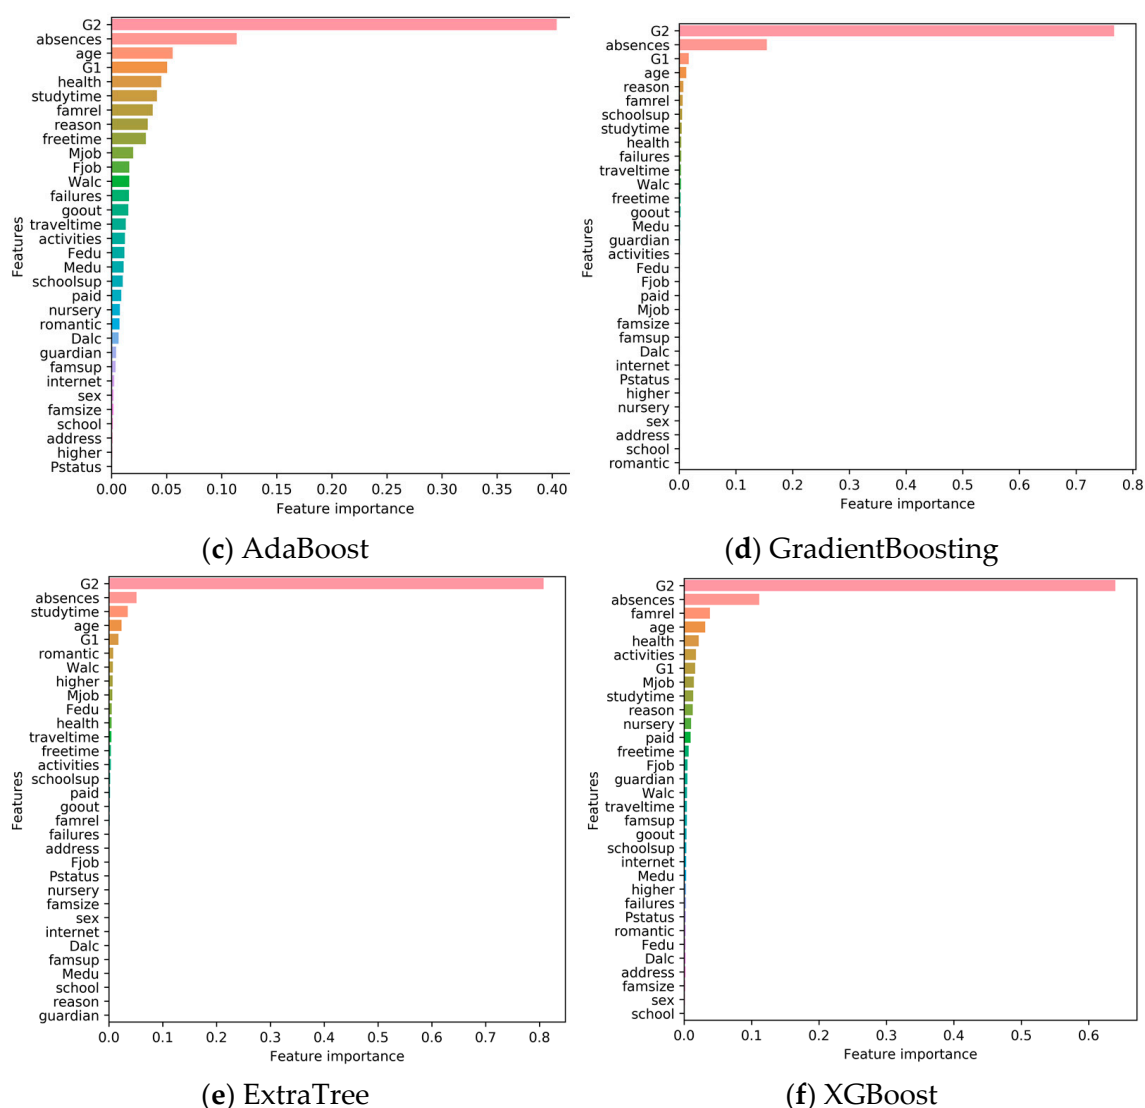 G2
absences
age
G1
health
studytime
famrel
reason
freetime
Mjob
Fjob
Walc
failures
goout
traveltime
activities
Fedu
Medu
schoolsup
paid
nursery
romantic
Dalc
guardian
famsup
internet
sex
famsize
school
address
higher
Pstatus
Features
0.00 0.05 0.10 0.15 0.20 0.25 0.30 0.35 0.40
Feature importance
(c) AdaBoost
G2
absences
G1
age
reason
famrel
schoolsup
studytime
health
failures
traveltime
Walc
freetime
goout
Medu
guardian
activities
Fedu
Fjob
paid
Mjob
famsize
famsup
Dalc
internet
Pstatus
higher
nursery
sex
address
school
romantic
Features
0.0 0.1 0.2 0.3 0.4 0.5 0.6 0.7 0.8
Feature importance
(d) GradientBoosting
G2
absences
studytime
age
G1
romantic
Walc
higher
Mjob
Fedu
health
traveltime
freetime
activities
schoolsup
paid
goout
famrel
failures
address
Fjob
Pstatus
nursery
famsize
sex
internet
Dalc
famsup
Medu
school
reason
guardian
Features
0.0 0.1 0.2 0.3 0.4 0.5 0.6 0.7 0.8
Feature importance
(e) ExtraTree
G2
absences
famrel
age
health
activities
G1
Mjob
studytime
reason
nursery
paid
freetime
Fjob
guardian
Walc
traveltime
famsup
goout
schoolsup
internet
Medu
higher
failures
Pstatus
romantic
Fedu
Dalc
address
famsize
sex
school
Features
0.0 0.1 0.2 0.3 0.4 0.5 0.6
Feature importance
(f) XGBoost